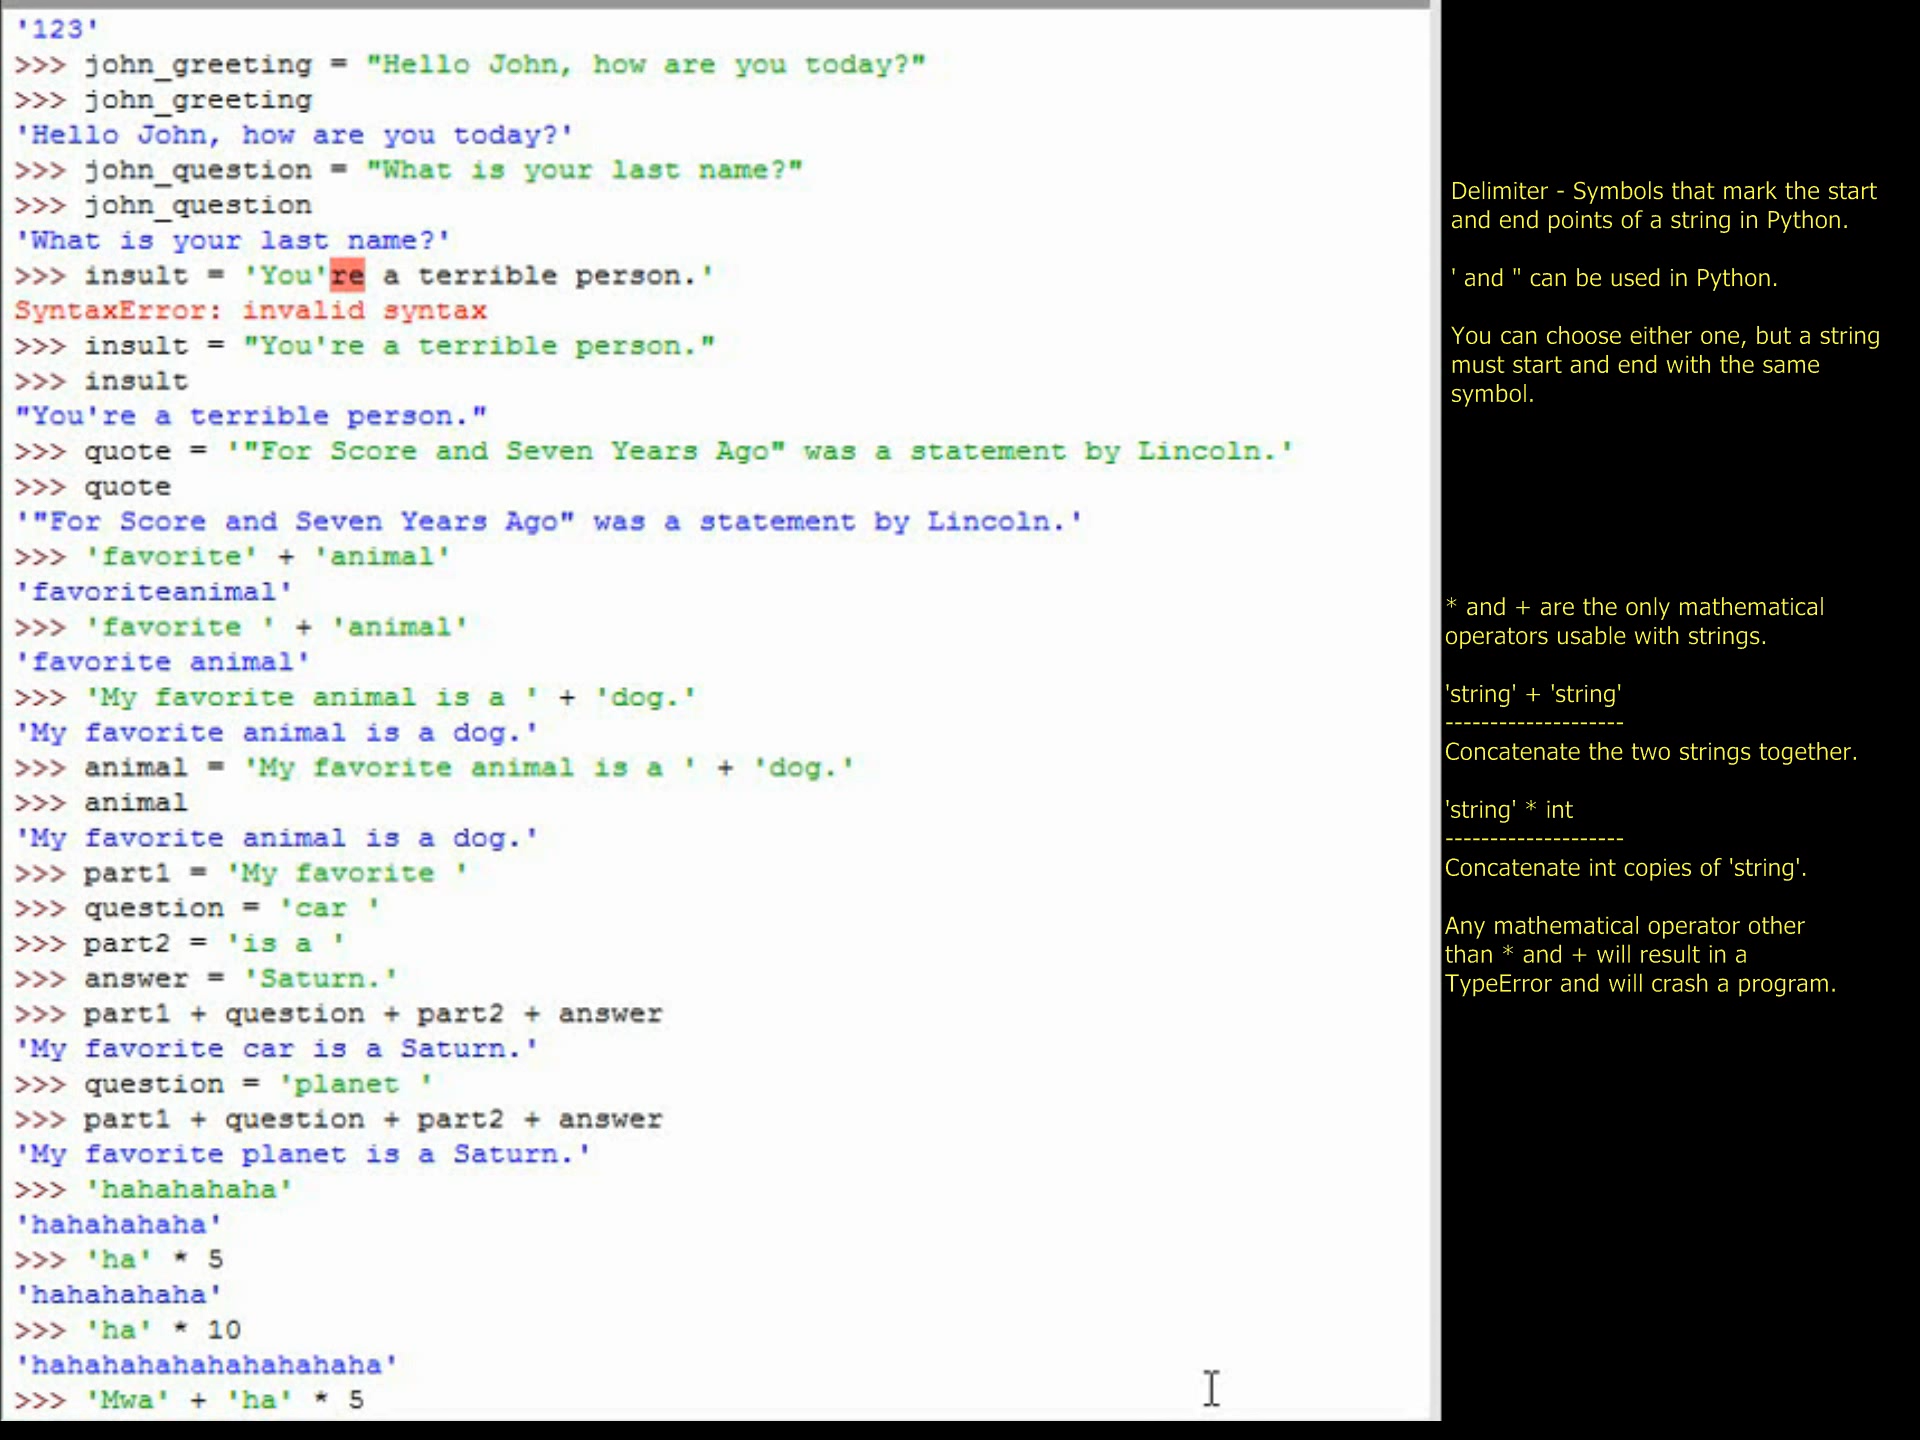 '123'
>>> john_greeting = "Hello John, how are you today?"
>>> john_greeting
'Hello John, how are you today?'
>>> john_question = "What is your last name?"
>>> john_question
'What is your last name?'
>>> insult = 'You're a terrible person.'
SyntaxError: invalid syntax
>>> insult = "You're a terrible person."
>>> insult
"You're a terrible person."
>>> quote = '"For Score and Seven Years Ago" was a statement by Lincoln.'
>>> quote
'"For Score and Seven Years Ago" was a statement by Lincoln.'
>>> 'favorite' + 'animal'
'favoriteanimal'
>>> 'favorite ' + 'animal'
'favorite animal'
>>> 'My favorite animal is a ' + 'dog.'
'My favorite animal is a dog.'
>>> animal = 'My favorite animal is a ' + 'dog.'
>>> animal
'My favorite animal is a dog.'
>>> part1 = 'My favorite '
>>> question = 'car '
>>> part2 = 'is a '
>>> answer = 'Saturn.'
>>> part1 + question + part2 + answer
'My favorite car is a Saturn.'
>>> question = 'planet '
>>> part1 + question + part2 + answer
'My favorite planet is a Saturn.'
>>> 'hahahahaha'
'hahahahaha'
>>> 'ha' * 5
'hahahahaha'
>>> 'ha' * 10
'hahahahahahahahahaha'
>>> 'Mwa' + 'ha' * 5
Delimiter - Symbols that mark the start
and end points of a string in Python.
' and " can be used in Python.
You can choose either one, but a string
must start and end with the same
symbol.
* and + are the only mathematical
operators usable with strings.
'string' + 'string'
--------------------
Concatenate the two strings together.
'string' * int
--------------------
Concatenate int copies of 'string'.
Any mathematical operator other
than * and + will result in a
TypeError and will crash a program.